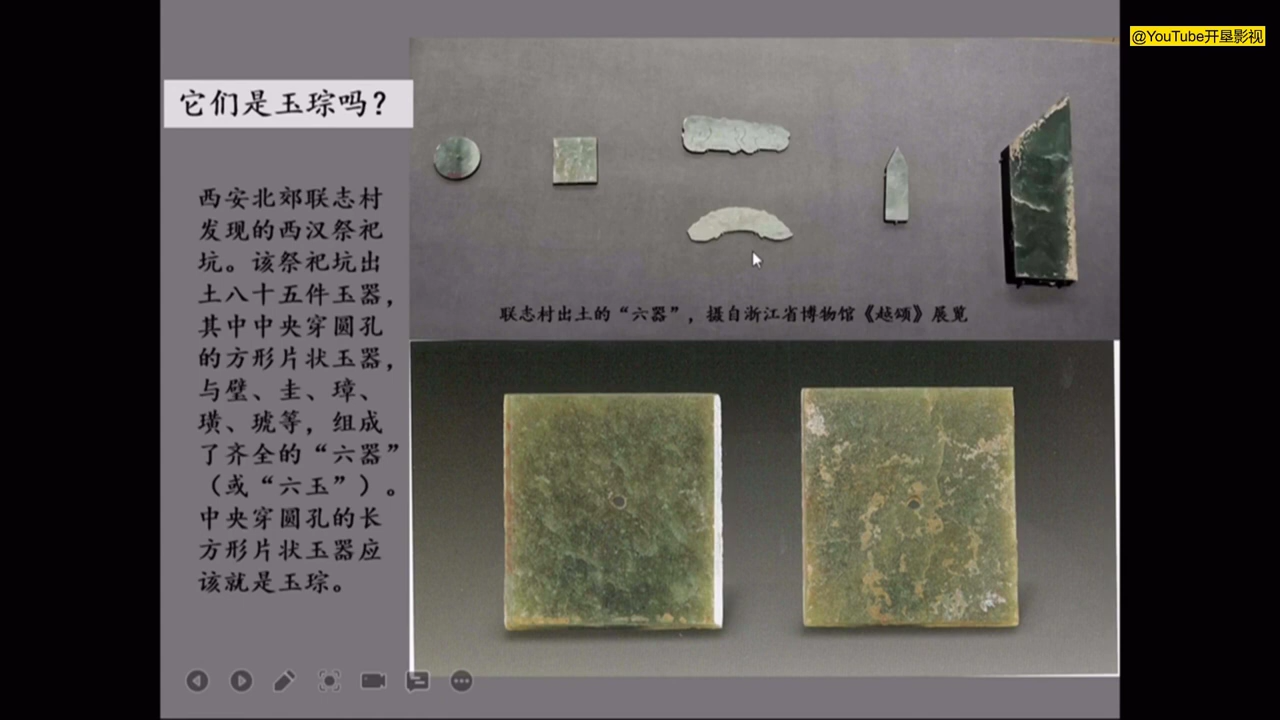 @YouTube开垦影视
它们是玉琮吗？
西安北郊联志村
发现的西汉祭祀
坑。该祭祀坑出
土八十五件玉器，
其中中央穿圆孔
的方形片状玉器，
与璧、圭、璋、
璜、琥等，组成
了齐全的“六器”
（或“六玉”）。
中央穿圆孔的长
方形片状玉器应
该就是玉琮。
联志村出土的“六器”，摄自浙江省博物馆《越颂》展览